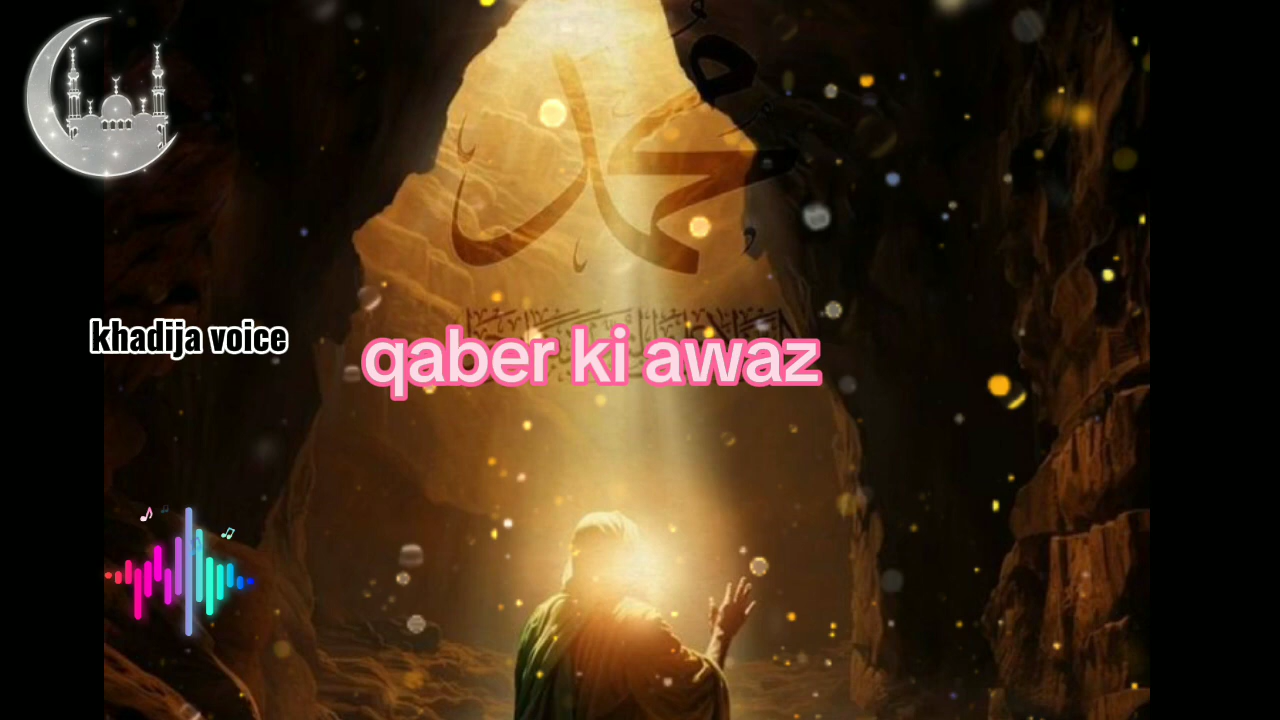 محمد
khadija voice
qaber ki awaz